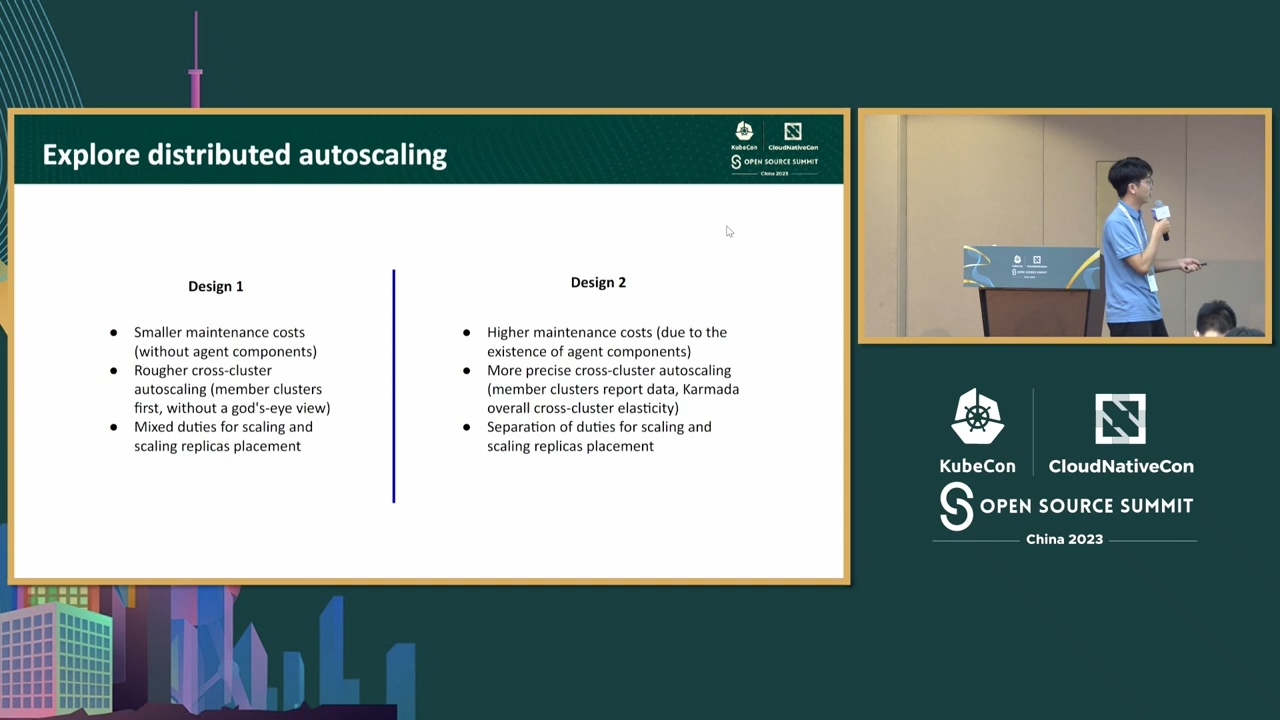 Explore distributed autoscaling
KubeCon
CloudNativeCon
OPEN SOURCE SUMMIT
China 2023
Design 1
● Smaller maintenance costs
(without agent components)
● Rougher cross-cluster
autoscaling (member clusters
first, without a god's-eye view)
● Mixed duties for scaling and
scaling replicas placement
Design 2
● Higher maintenance costs (due to the
existence of agent components)
● More precise cross-cluster autoscaling
(member clusters report data, Karmada
overall cross-cluster elasticity)
● Separation of duties for scaling and
scaling replicas placement
KubeCon
CloudNativeCon
OPEN SOURCE SUMMIT
China 2023